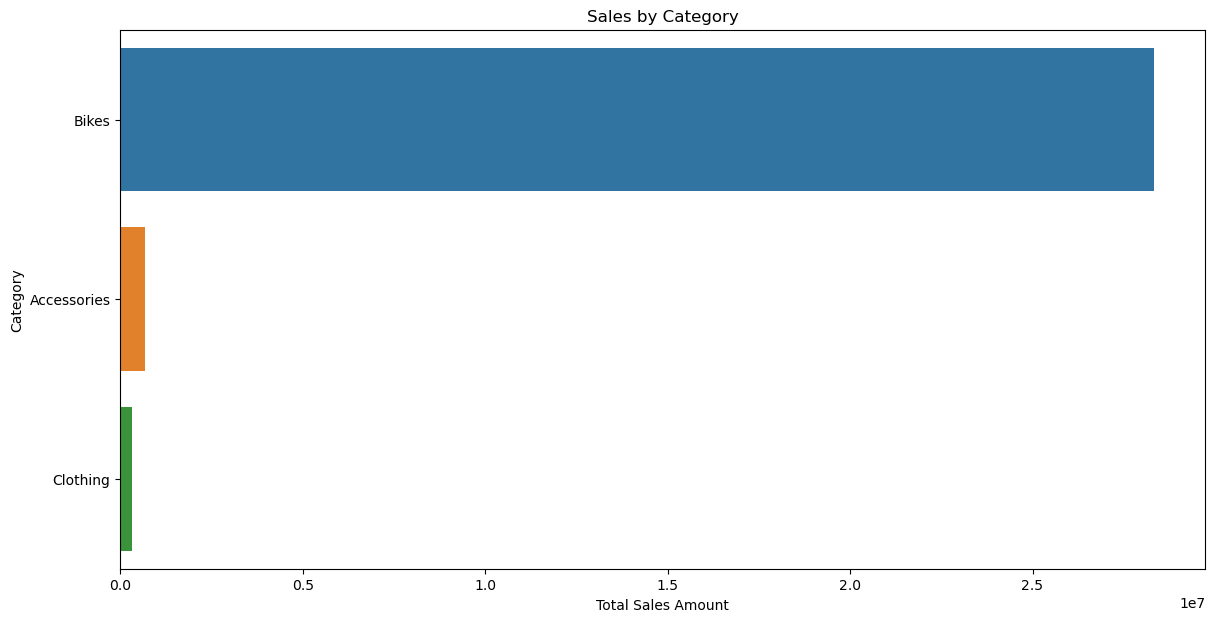 Sales by Category
Bikes
Accessories
Clothing
Category
0.0 0.5 1.0 1.5 2.0 2.5
1e7
Total Sales Amount